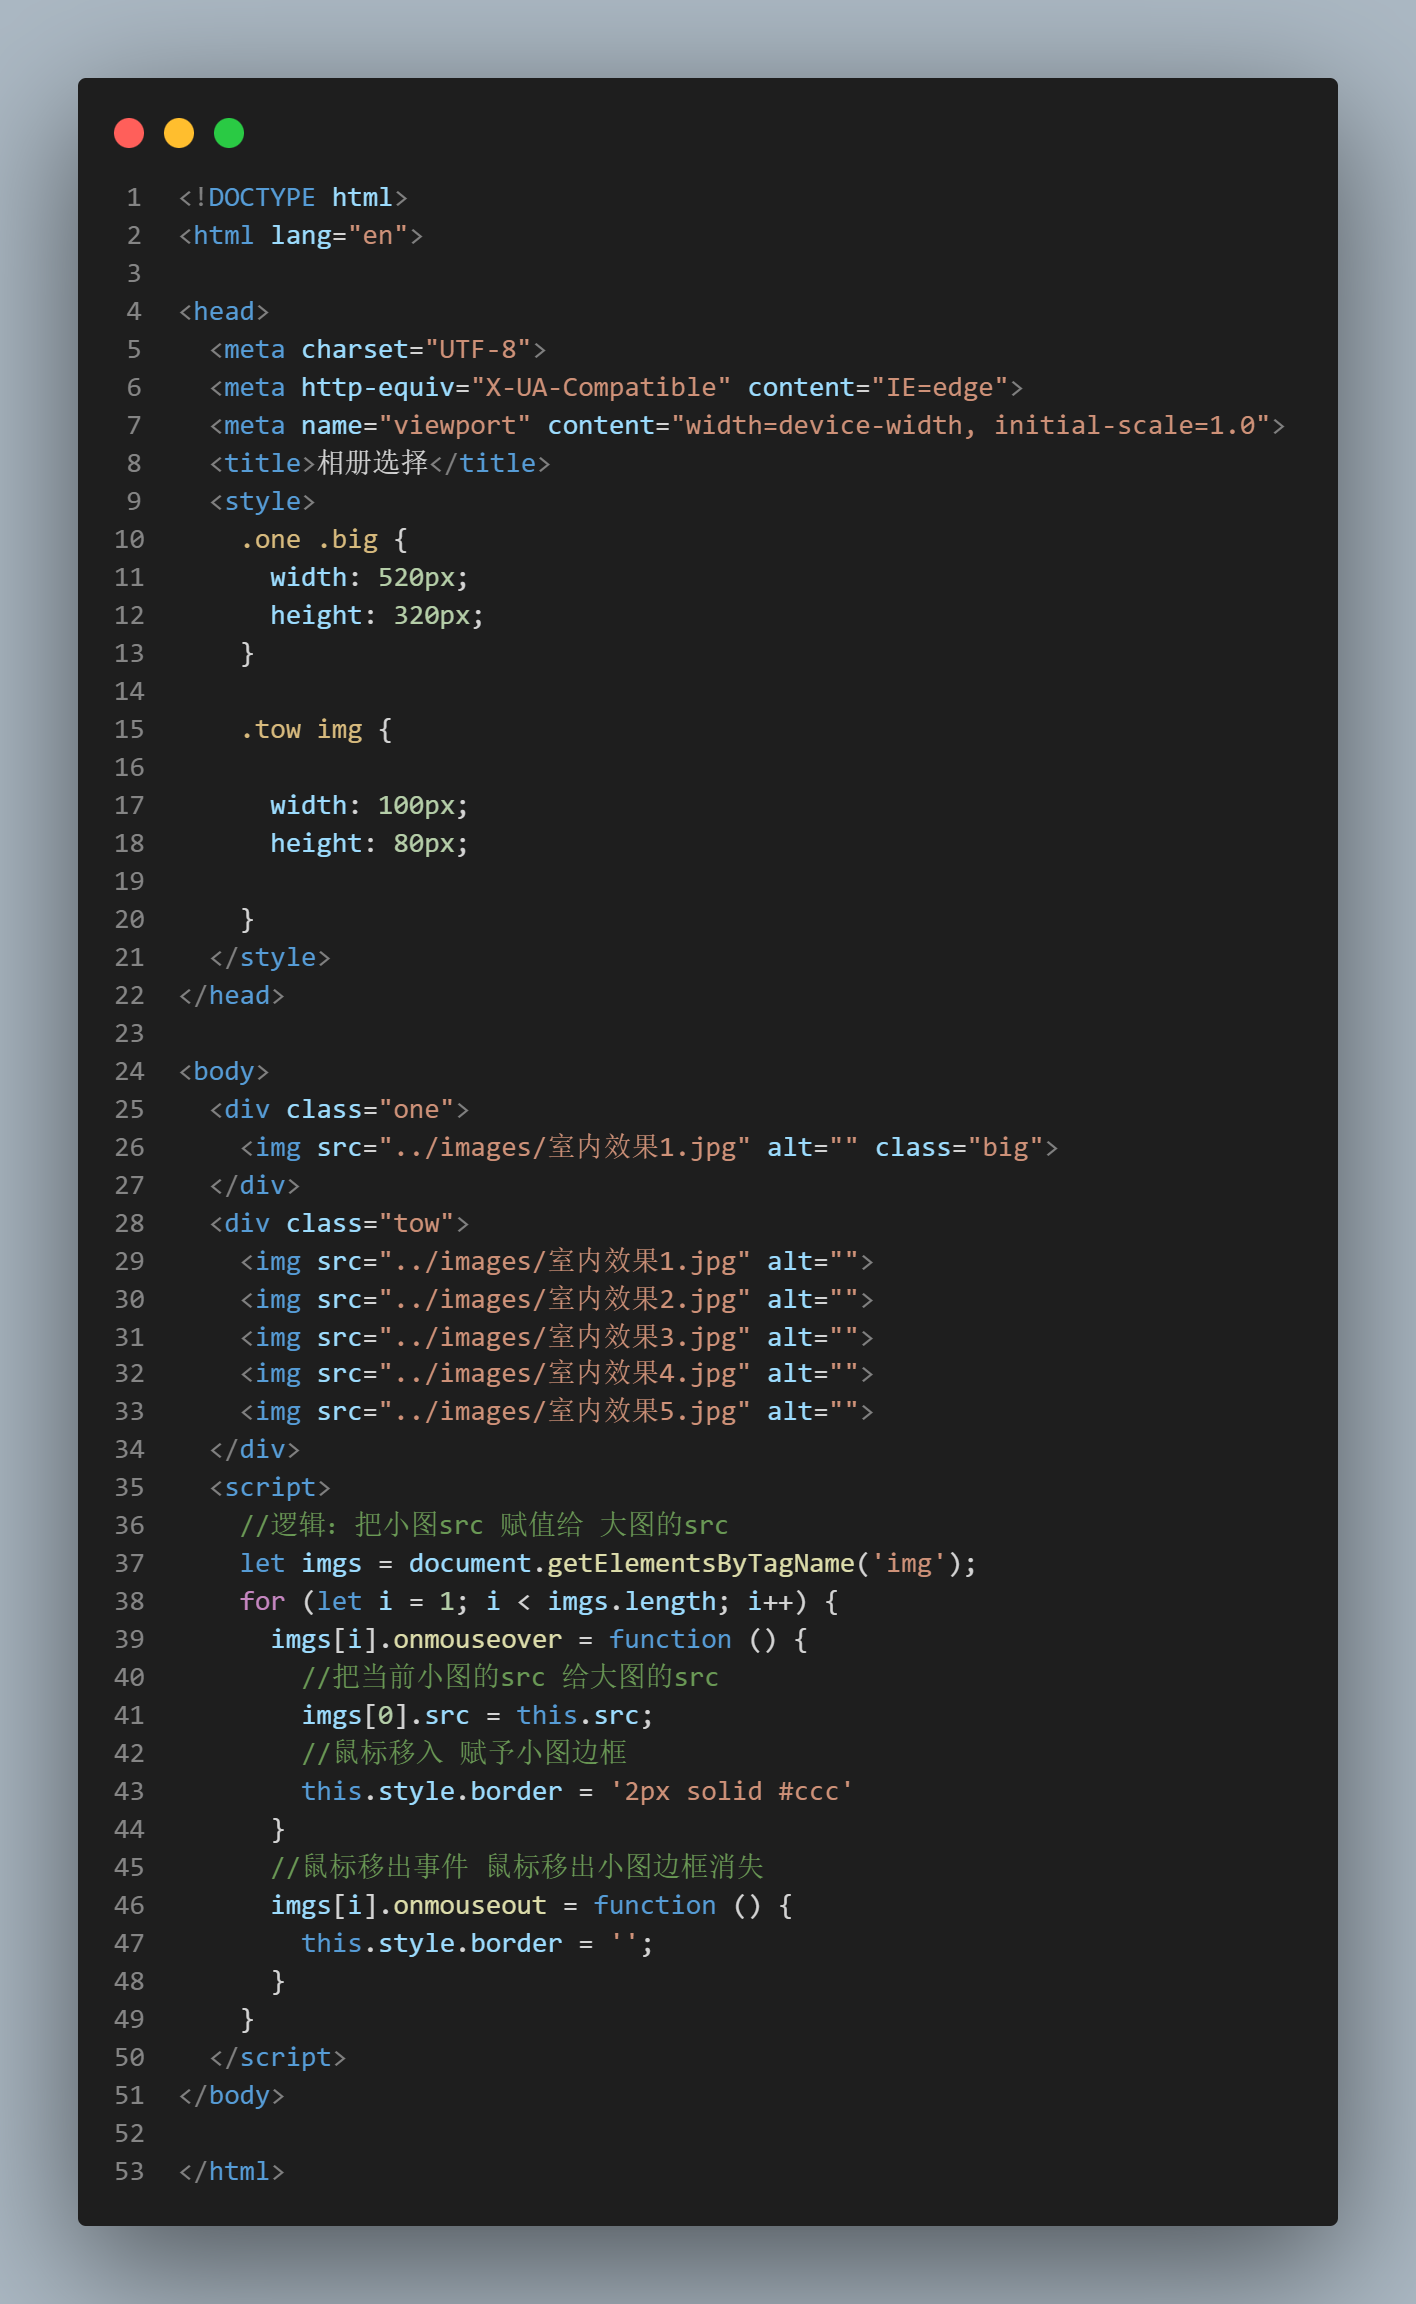 1 <!DOCTYPE html>
2 <html lang="en">
3
4 <head>
5   <meta charset="UTF-8">
6   <meta http-equiv="X-UA-Compatible" content="IE=edge">
7   <meta name="viewport" content="width=device-width, initial-scale=1.0">
8   <title>相册选择</title>
9   <style>
10     .one .big {
11       width: 520px;
12       height: 320px;
13     }
14
15     .tow img {
16
17       width: 100px;
18       height: 80px;
19
20     }
21   </style>
22 </head>
23
24 <body>
25   <div class="one">
26     <img src="../images/室内效果1.jpg" alt="" class="big">
27   </div>
28   <div class="tow">
29     <img src="../images/室内效果1.jpg" alt="">
30     <img src="../images/室内效果2.jpg" alt="">
31     <img src="../images/室内效果3.jpg" alt="">
32     <img src="../images/室内效果4.jpg" alt="">
33     <img src="../images/室内效果5.jpg" alt="">
34   </div>
35   <script>
36     //逻辑：把小图src 赋值给 大图的src
37     let imgs = document.getElementsByTagName('img');
38     for (let i = 1; i < imgs.length; i++) {
39       imgs[i].onmouseover = function () {
40         //把当前小图的src 给大图的src
41         imgs[0].src = this.src;
42         //鼠标移入 赋予小图边框
43         this.style.border = '2px solid #ccc'
44       }
45       //鼠标移出事件 鼠标移出小图边框消失
46       imgs[i].onmouseout = function () {
47         this.style.border = '';
48       }
49     }
50   </script>
51 </body>
52
53 </html>